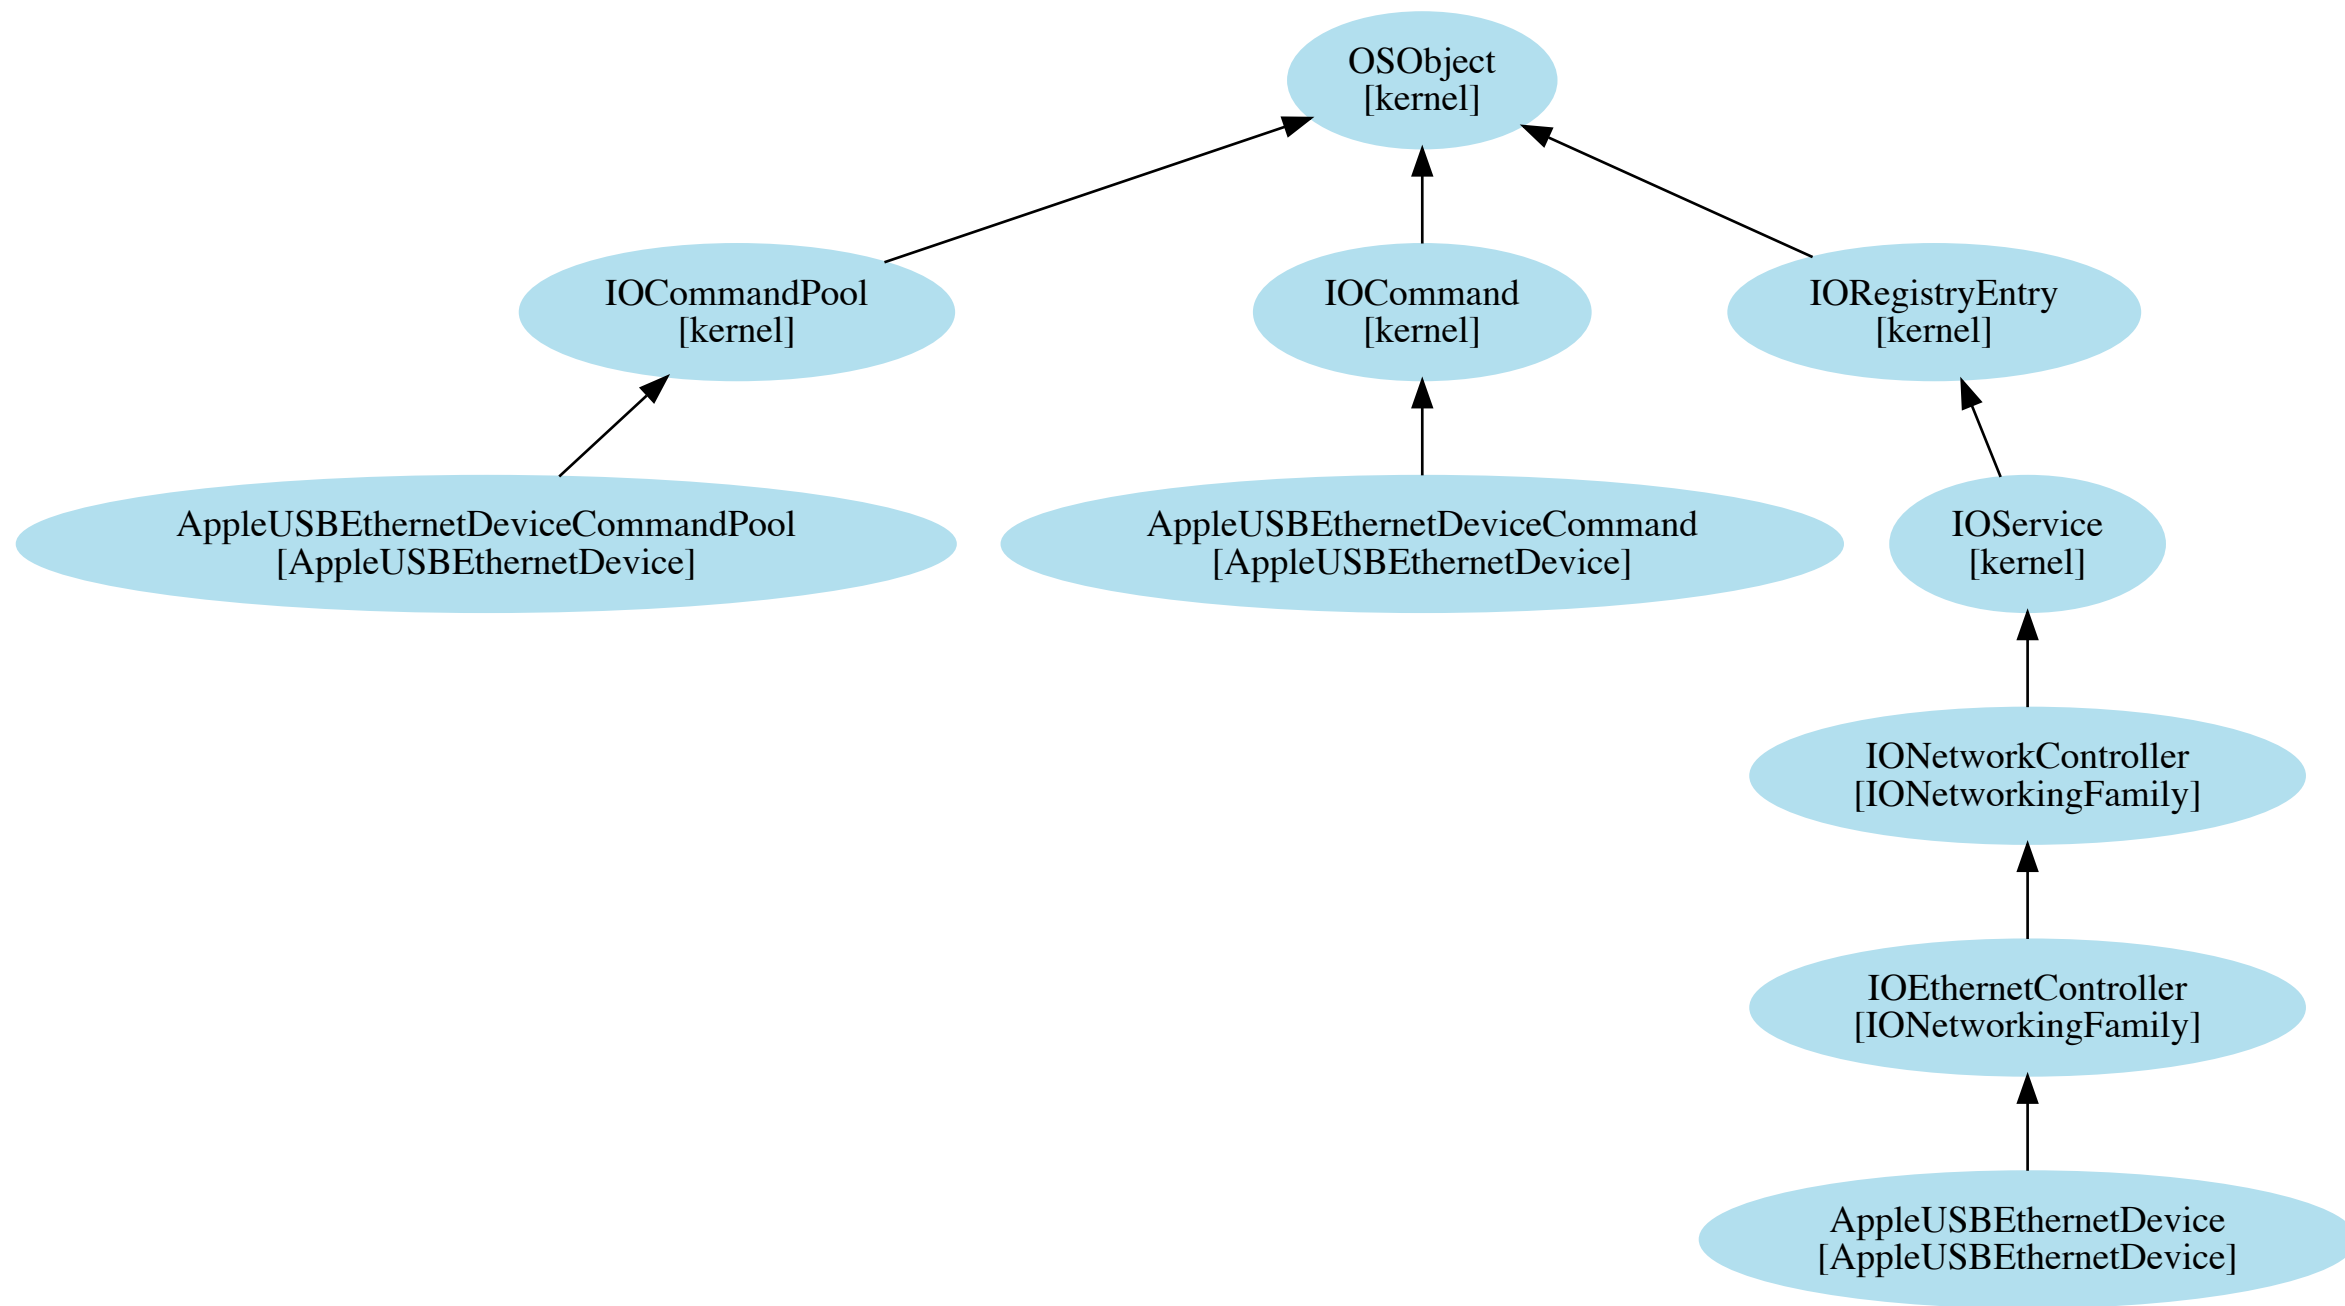 OSObject
[kernel]
IOCommandPool
[kernel]
IOCommand
[kernel]
IORegistryEntry
[kernel]
AppleUSBEthernetDeviceCommandPool
[AppleUSBEthernetDevice]
AppleUSBEthernetDeviceCommand
[AppleUSBEthernetDevice]
IOService
[kernel]
IONetworkController
[IONetworkingFamily]
IOEthernetController
[IONetworkingFamily]
AppleUSBEthernetDevice
[AppleUSBEthernetDevice]